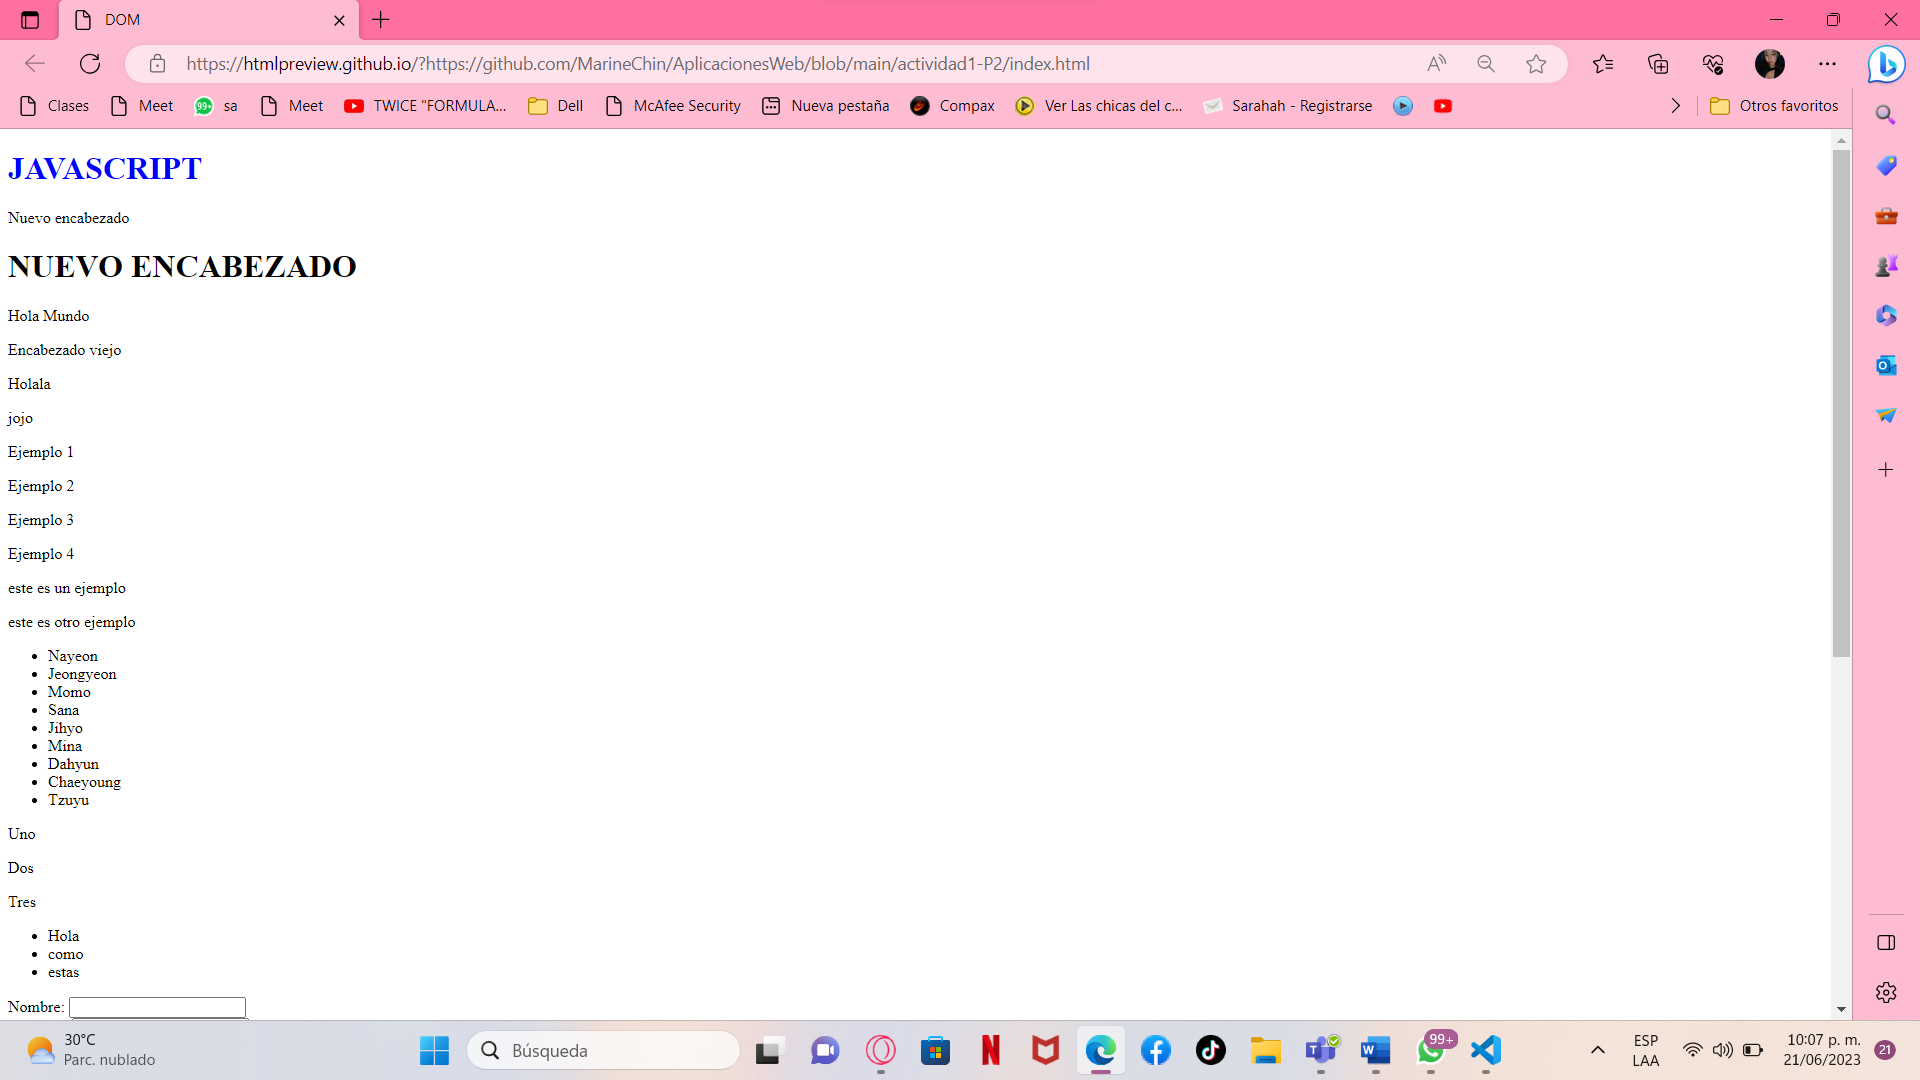 DOM
https://htmlpreview.github.io/?https://github.com/MarineChin/AplicacionesWeb/blob/main/actividad1-P2/index.html
Clases Meet 99+ sa Meet TWICE "FORMULA... Dell McAfee Security Nueva pestaña Compax Ver Las chicas del c... Sarahah - Registrarse Otros favoritos
JAVASCRIPT
Nuevo encabezado
NUEVO ENCABEZADO
Hola Mundo
Encabezado viejo
Holala
jojo
Ejemplo 1
Ejemplo 2
Ejemplo 3
Ejemplo 4
este es un ejemplo
este es otro ejemplo
• Nayeon
• Jeongyeon
• Momo
• Sana
• Jihyo
• Mina
• Dahyun
• Chaeyoung
• Tzuyu
Uno
Dos
Tres
• Hola
• como
• estas
Nombre:
30°C
Parc. nublado
Búsqueda
99+
ESP
LAA
10:07 p. m.
21/06/2023
21